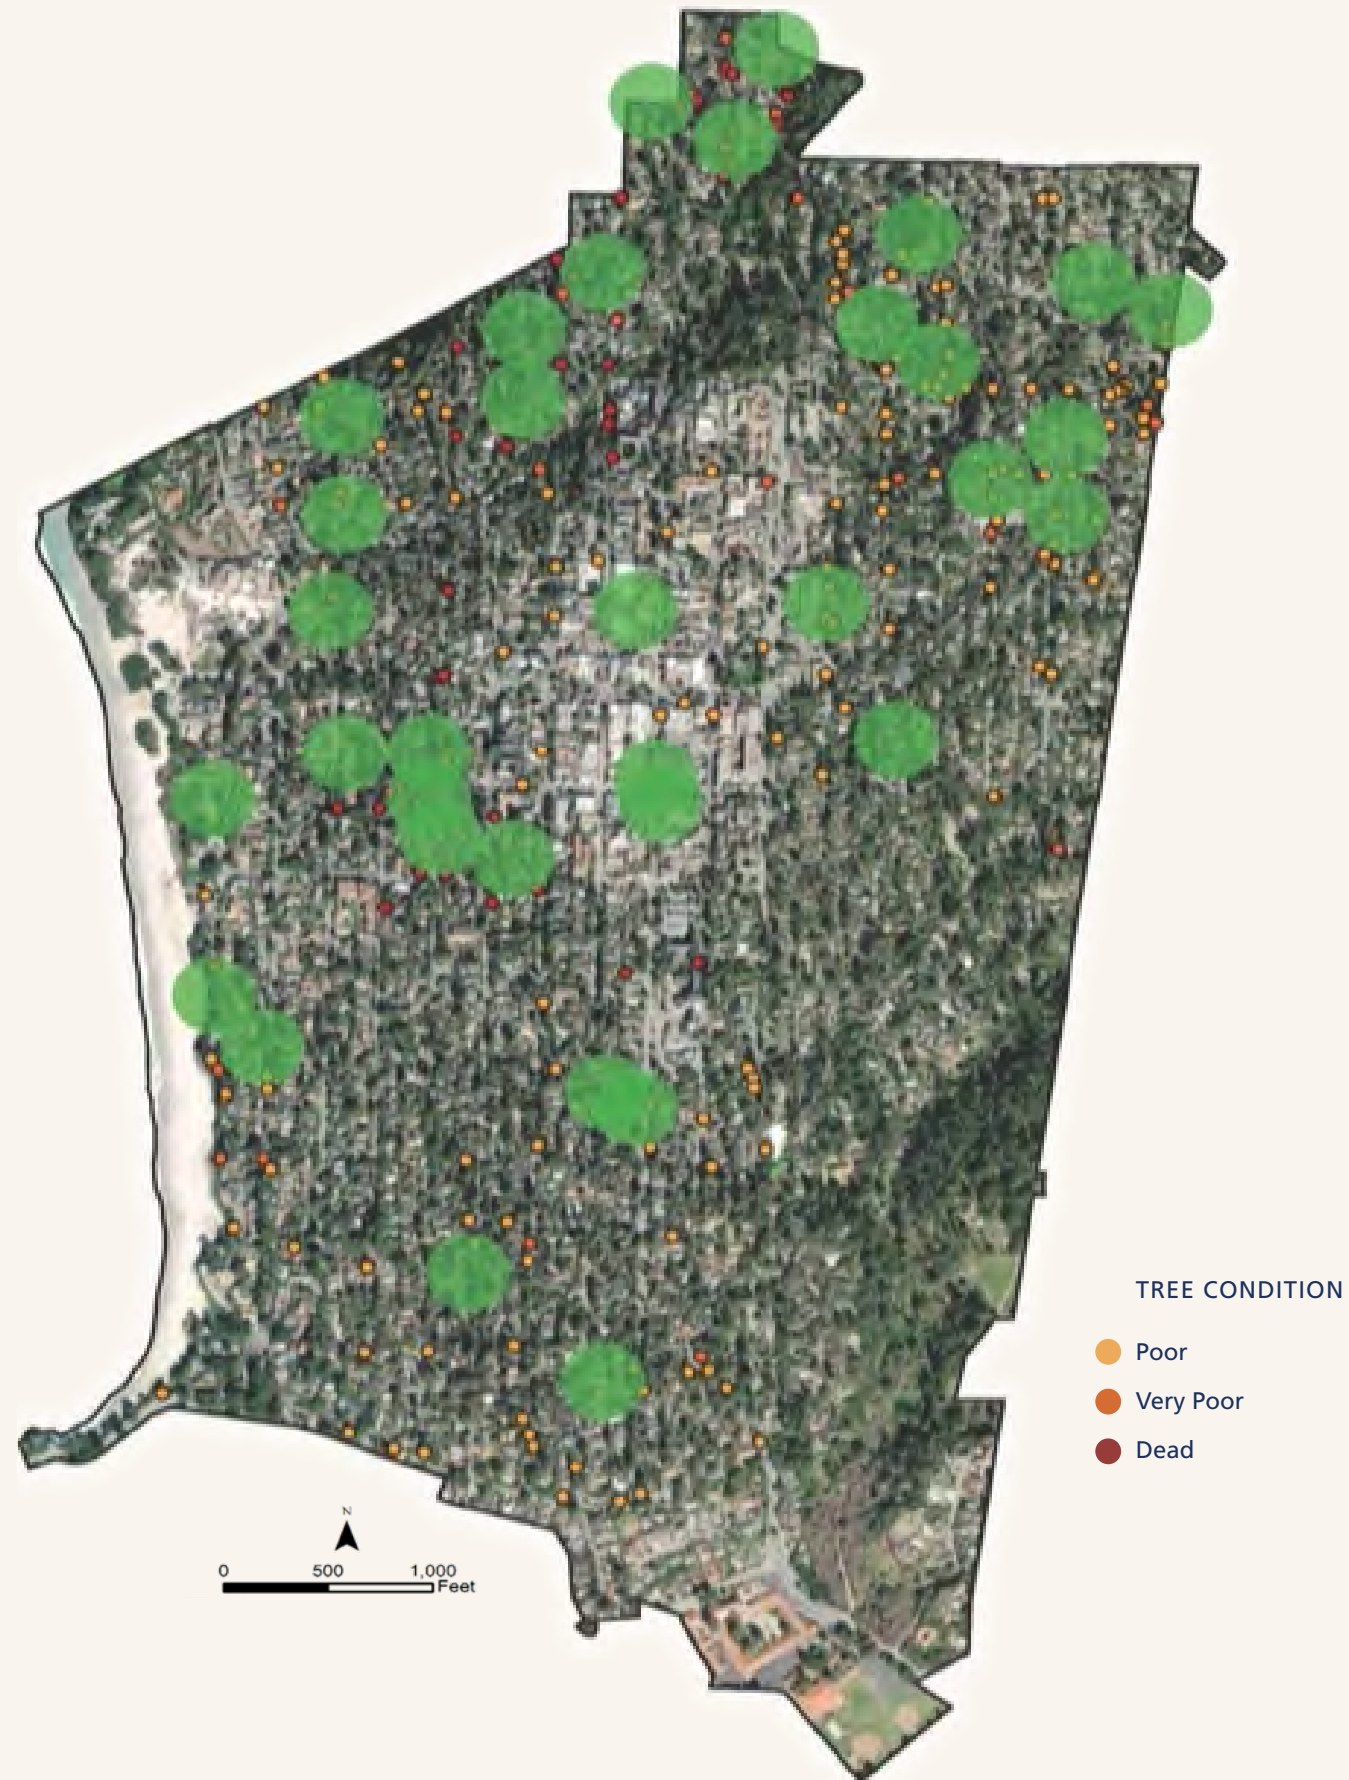 TREE CONDITION
Poor
Very Poor
Dead
N
0 500 1,000
Feet